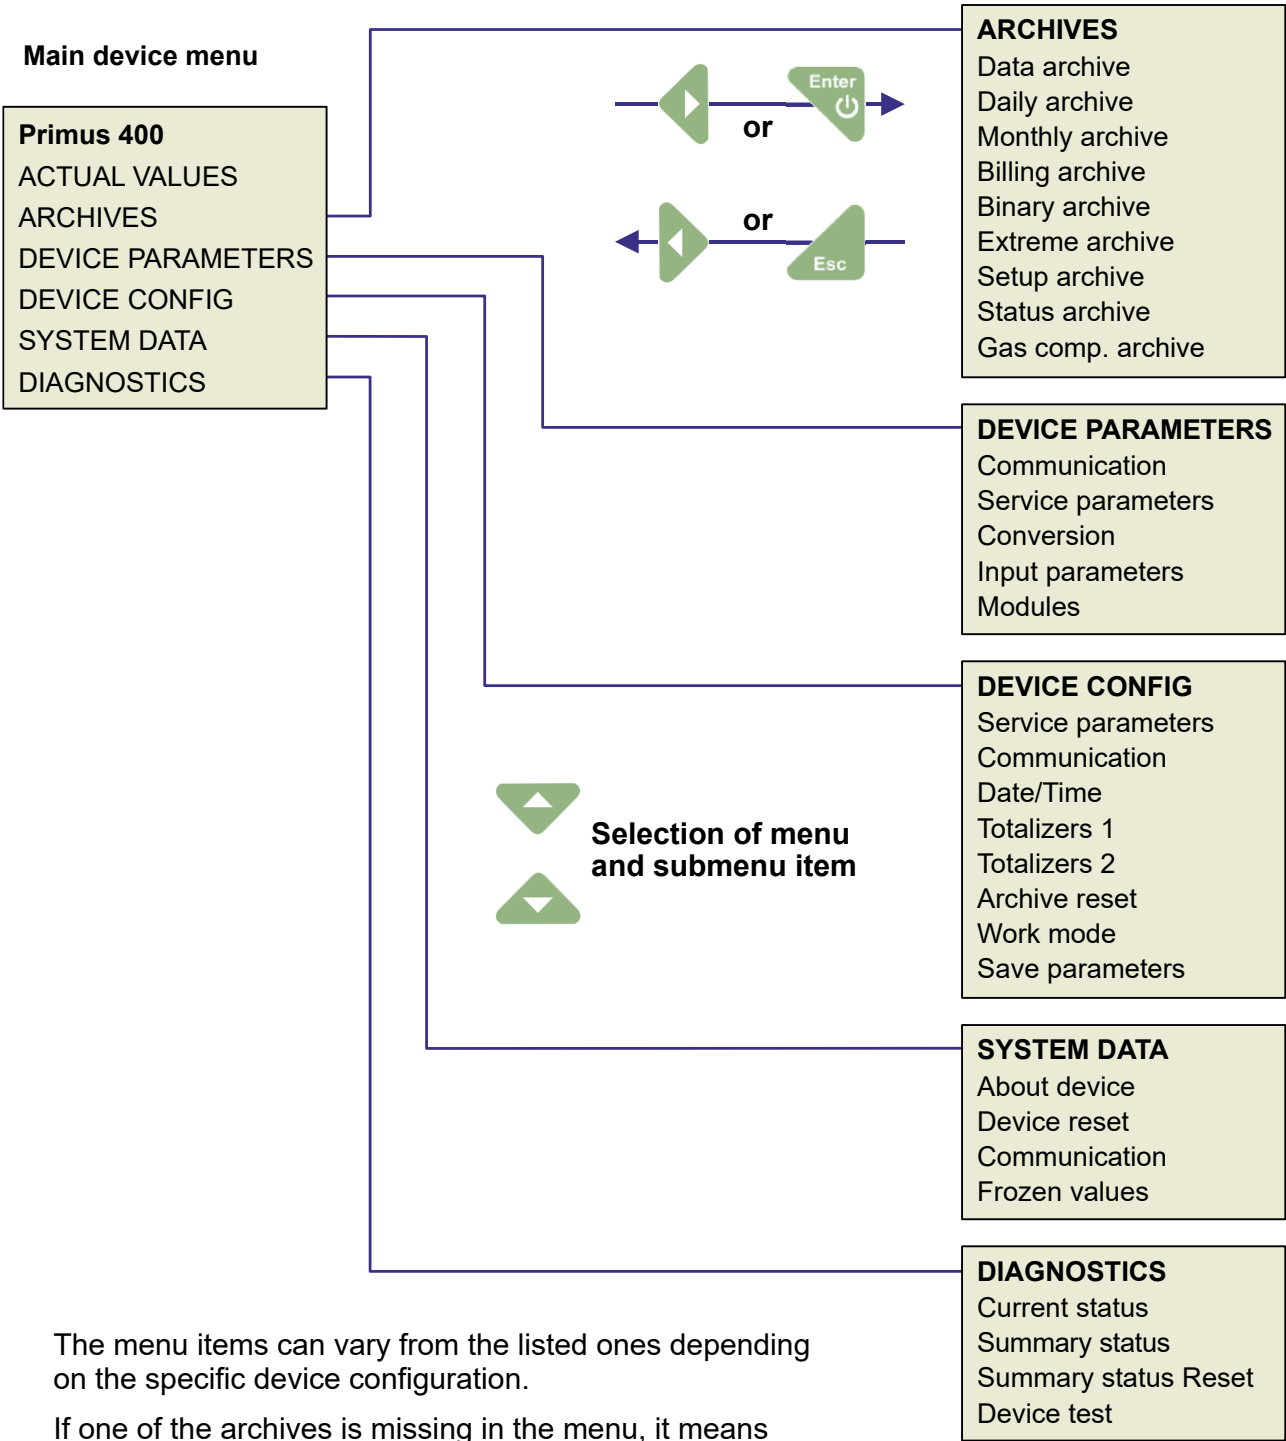 Main device menu
Primus 400
ACTUAL VALUES
ARCHIVES
DEVICE PARAMETERS
DEVICE CONFIG
SYSTEM DATA
DIAGNOSTICS
Enter
or
or
Esc
ARCHIVES
Data archive
Daily archive
Monthly archive
Billing archive
Binary archive
Extreme archive
Setup archive
Status archive
Gas comp. archive
DEVICE PARAMETERS
Communication
Service parameters
Conversion
Input parameters
Modules
DEVICE CONFIG
Service parameters
Communication
Date/Time
Totalizers 1
Totalizers 2
Archive reset
Work mode
Save parameters
Selection of menu
and submenu item
SYSTEM DATA
About device
Device reset
Communication
Frozen values
DIAGNOSTICS
Current status
Summary status
Summary status Reset
Device test
The menu items can vary from the listed ones depending
on the specific device configuration.
If one of the archives is missing in the menu, it means